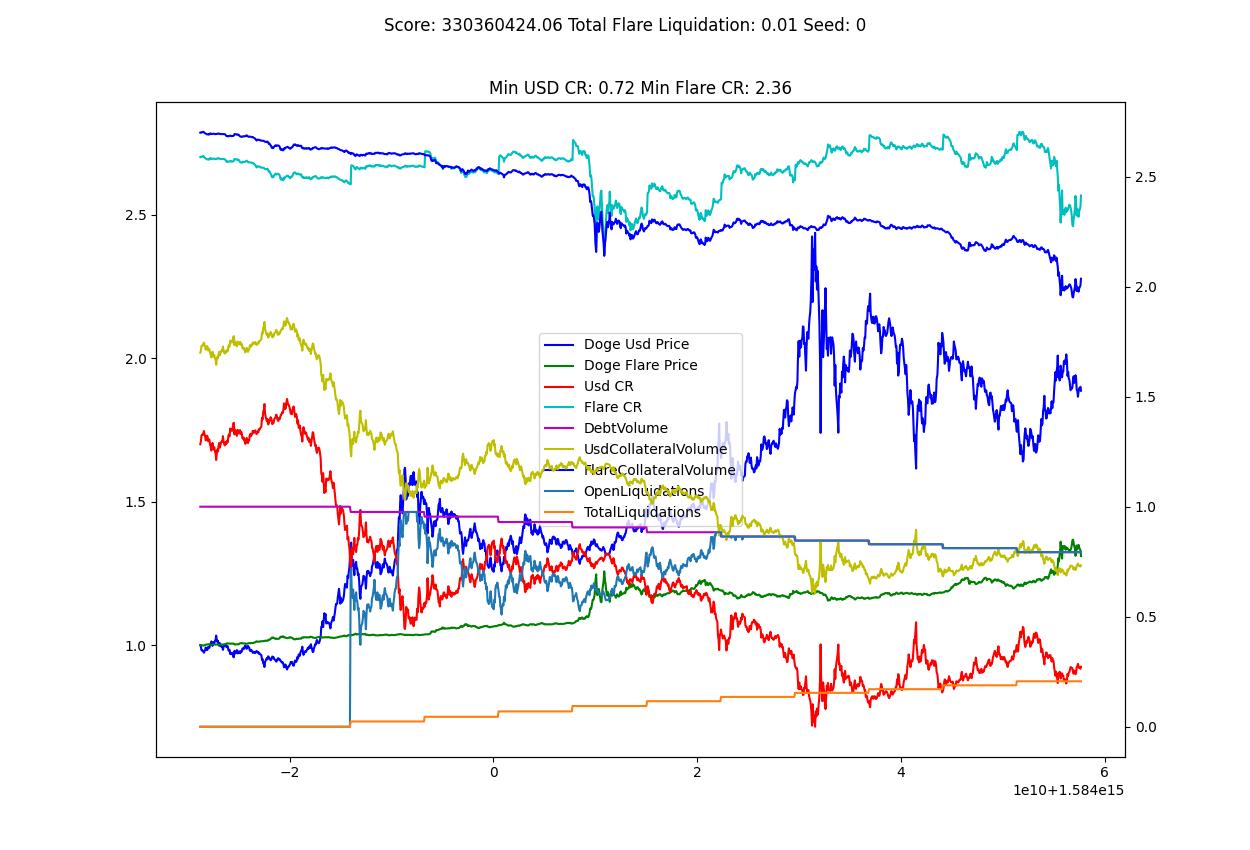 Score: 330360424.06 Total Flare Liquidation: 0.01 Seed: 0
Min USD CR: 0.72 Min Flare CR: 2.36
2.5
2.0
1.5
1.0
2.5
2.0
1.5
1.0
0.5
0.0
Doge Usd Price
Doge Flare Price
Usd CR
Flare CR
DebtVolume
UsdCollateralVolume
FlareCollateralVolume
OpenLiquidations
TotalLiquidations
−2 0 2 4 6
1e10+1.584e15